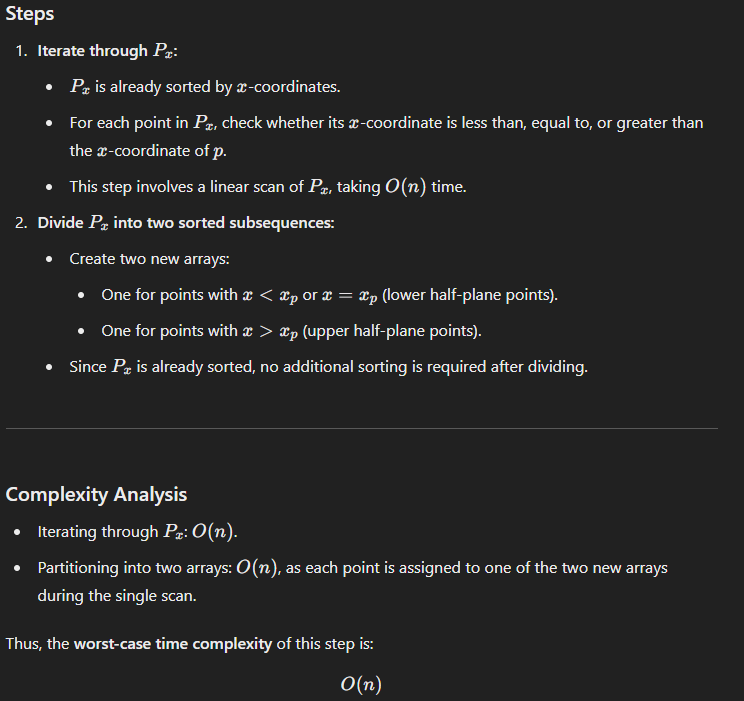 Steps
1. Iterate through Pₓ:
• Pₓ is already sorted by x-coordinates.
• For each point in Pₓ, check whether its x-coordinate is less than, equal to, or greater than
the x-coordinate of p.
• This step involves a linear scan of Pₓ, taking O(n) time.
2. Divide Pₓ into two sorted subsequences:
• Create two new arrays:
• One for points with x < xₚ or x = xₚ (lower half-plane points).
• One for points with x > xₚ (upper half-plane points).
• Since Pₓ is already sorted, no additional sorting is required after dividing.
Complexity Analysis
• Iterating through Pₓ: O(n).
• Partitioning into two arrays: O(n), as each point is assigned to one of the two new arrays
during the single scan.
Thus, the worst-case time complexity of this step is:
O(n)